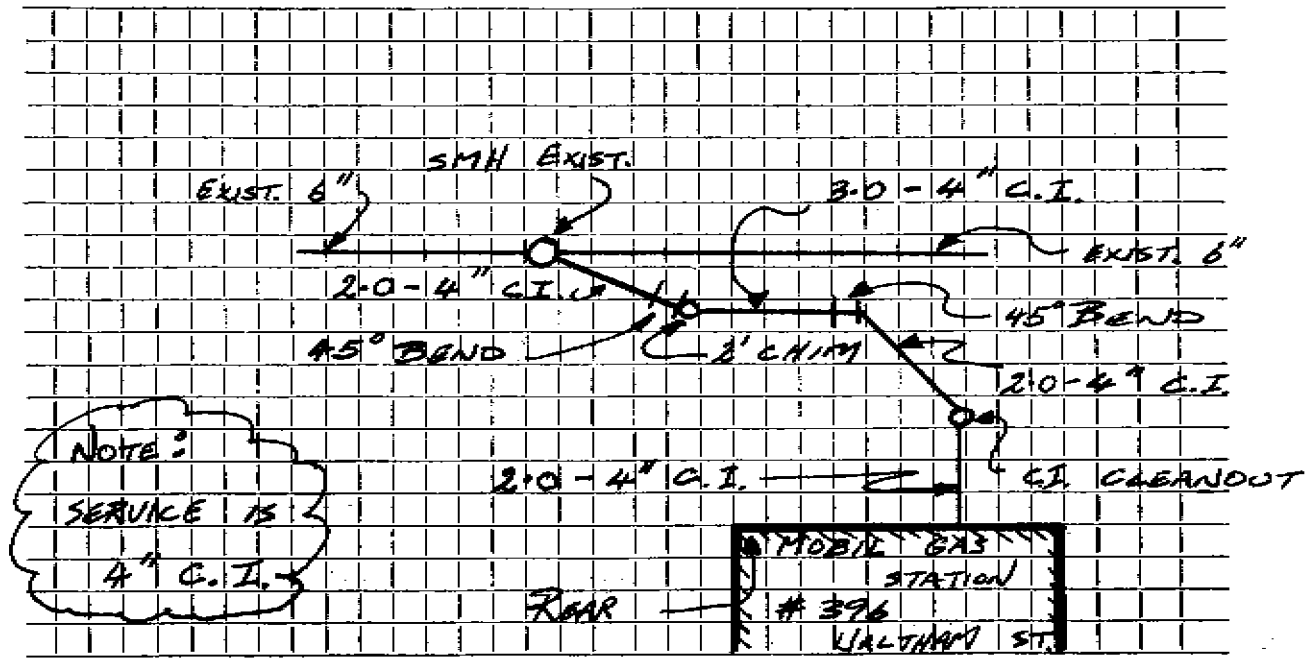 SMH EXIST.
EXIST. 6"
3-0-4" C.I.
EXIST. 6"
2-0-4" C.I.
45° BEND
45° BEND
2' CHIM
2-0-4" C.I.
NOTE:
SERVICE IS
4" C.I.
2-0-4" C.I.
C.I. CLEANOUT
MOBIL GAS
STATION
REAR
# 396
WALTHAM ST.